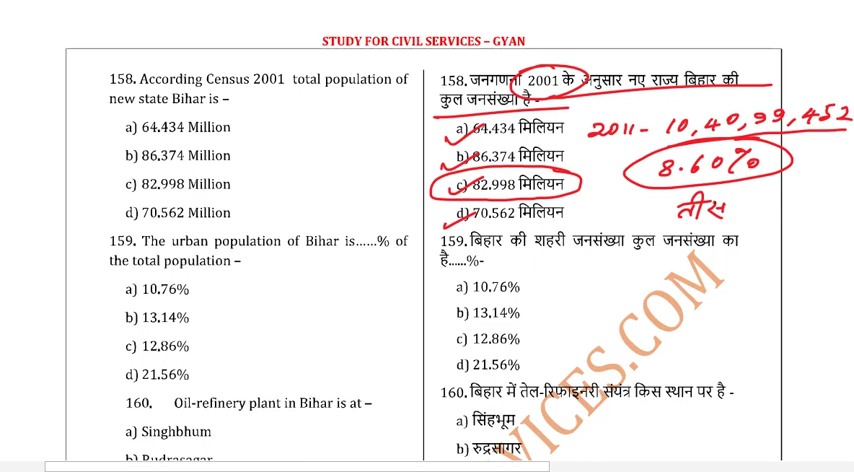 STUDY FOR CIVIL SERVICES – GYAN
158. According Census 2001 total population of
new state Bihar is –
a) 64.434 Million
b) 86.374 Million
c) 82.998 Million
d) 70.562 Million
159. The urban population of Bihar is......% of
the total population –
a) 10.76%
b) 13.14%
c) 12.86%
d) 21.56%
160. Oil-refinery plant in Bihar is at –
a) Singhbhum
b) Rudrasagar
158. जनगणना 2001 के अनुसार नए राज्य बिहार की
कुल जनसंख्या है -
a) 64.434 मिलियन
b) 86.374 मिलियन
c) 82.998 मिलियन
d) 70.562 मिलियन
2011 - 10,40,99,452
8.60%
तीस
159. बिहार की शहरी जनसंख्या कुल जनसंख्या का
है......%-
a) 10.76%
b) 13.14%
c) 12.86%
d) 21.56%
160. बिहार में तेल-रिफ़ाइनरी सयंत्र किस स्थान पर है -
a) सिंहभूम
b) रुद्रसागर
VICES.COM